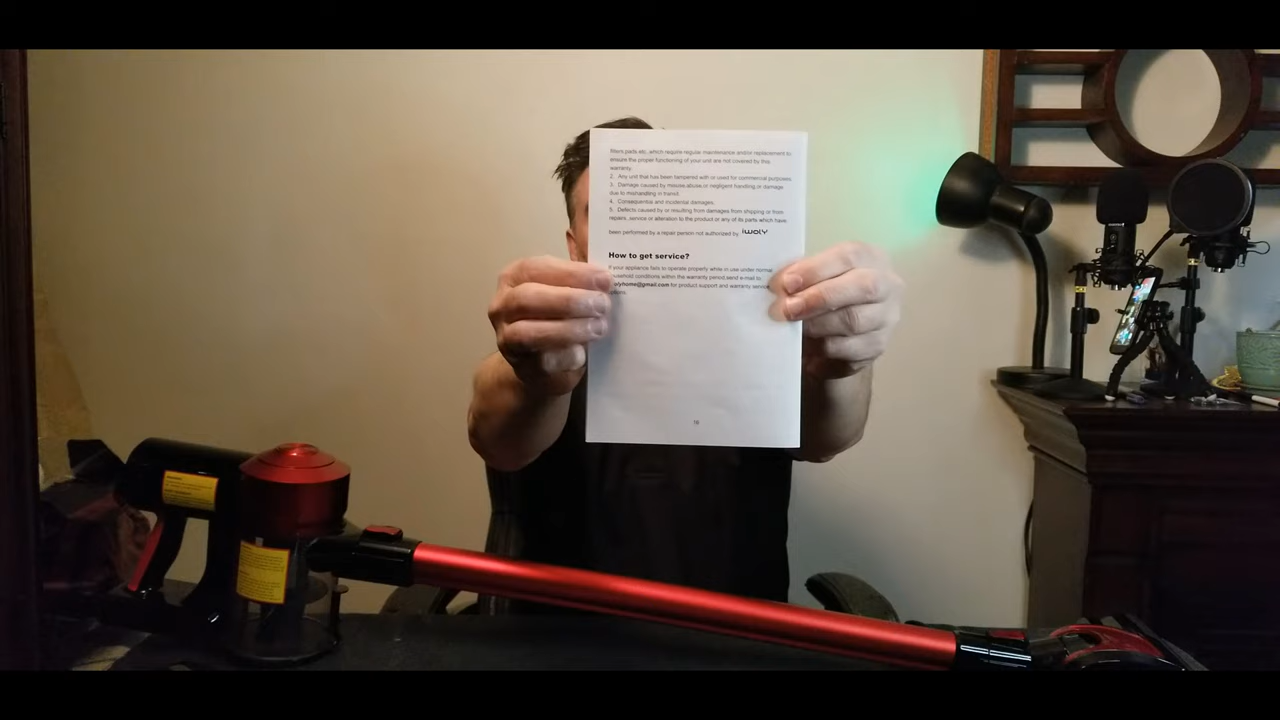 filters,parts etc. which require regular maintenance and/or replacement to
ensure the proper functioning of your unit are not covered by this
warranty.
2. Any unit that has been tampered with or used for commercial purposes.
3. Damage caused by misuse,abuse,or negligent handling or damage
due to mishandling in transit.
4. Consequential and incidental damages.
5. Defects caused by or resulting from damages from shipping or from
repairs ,service or alteration to the product or any of its parts which have
been performed by a repair person not authorized by iwoly
How to get service?
If your appliance fails to operate properly while in use under normal
household conditions within the warranty period,send e-mail to
olyhome@gmail.com for product support and warranty service